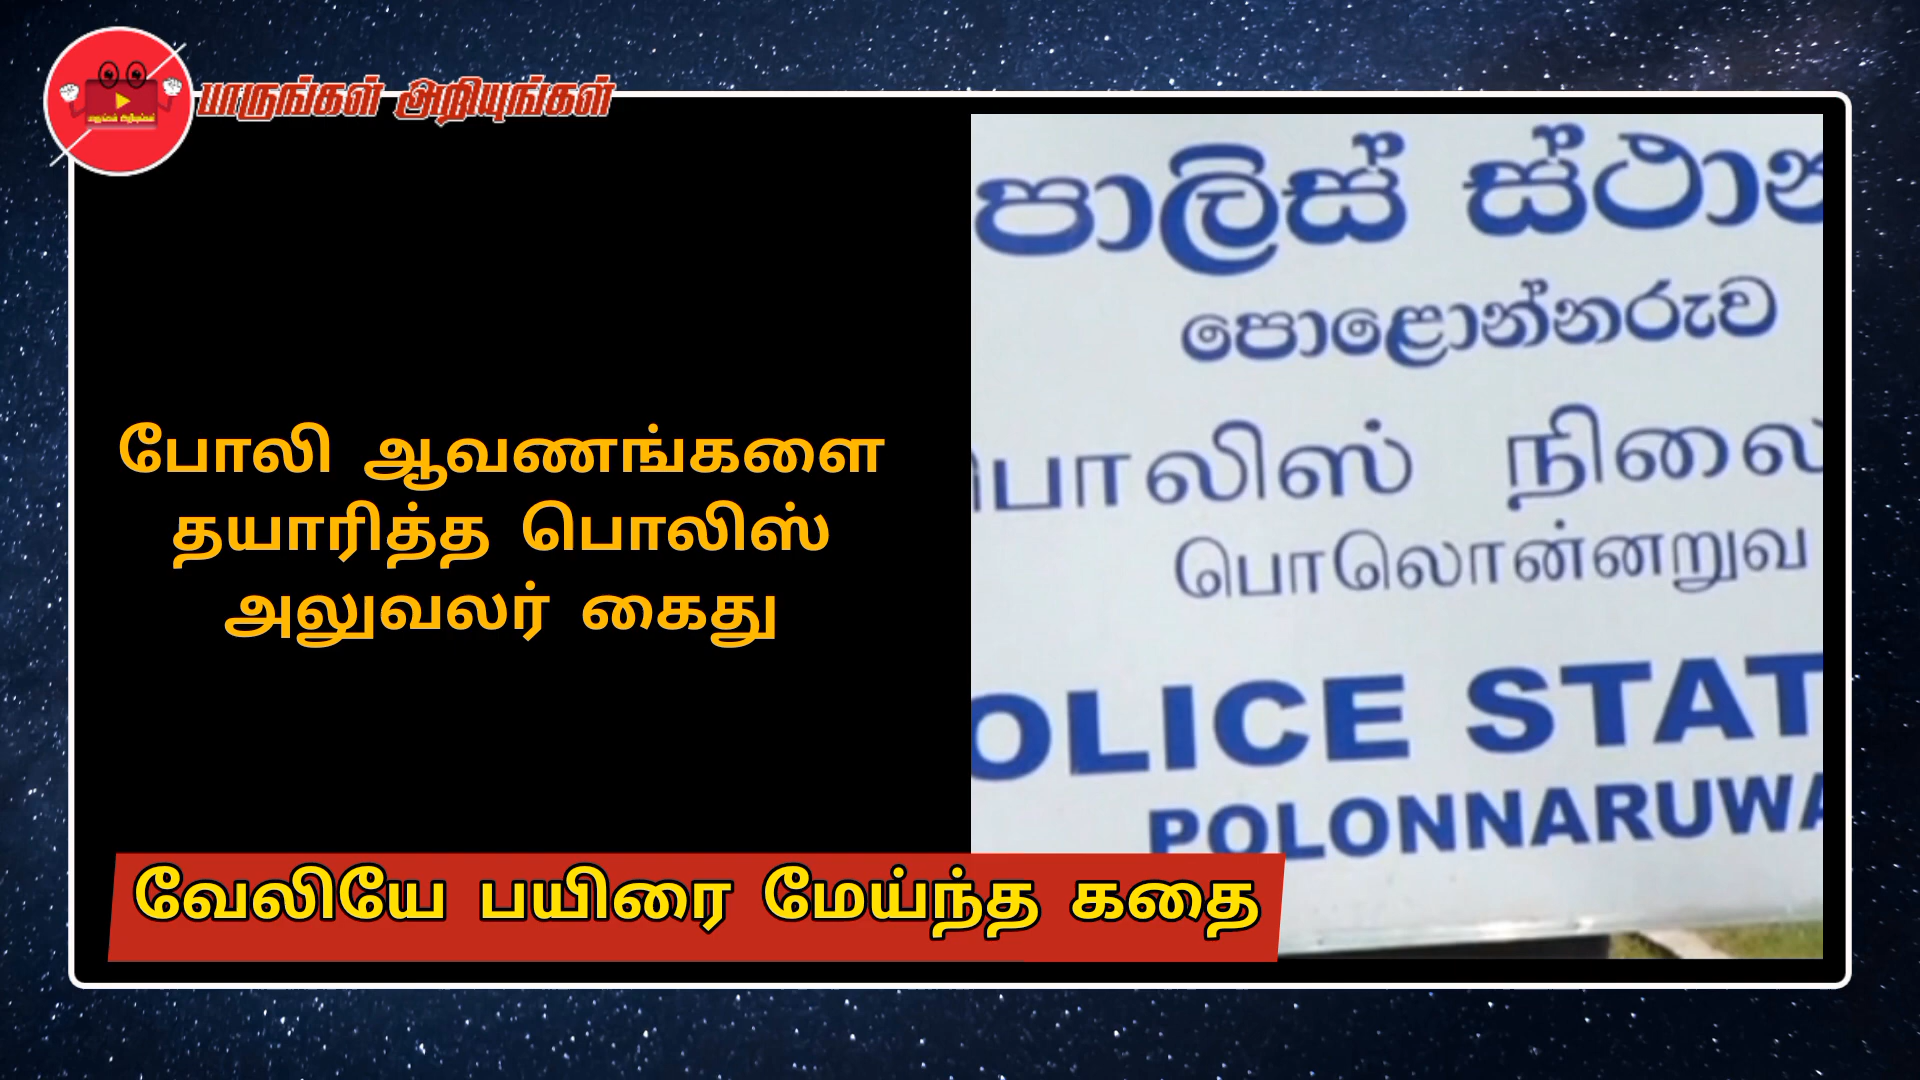 பாருங்கள் அறியுங்கள்
போலி ஆவணங்களை
தயாரித்த பொலிஸ்
அலுவலர் கைது
පොලිස් ස්ථාන
පොළොන්නරුව
பொலிஸ் நிலை
பொலொன்னறுவ
OLICE STAT
POLONNARUWA
வேலியே பயிரை மேய்ந்த கதை